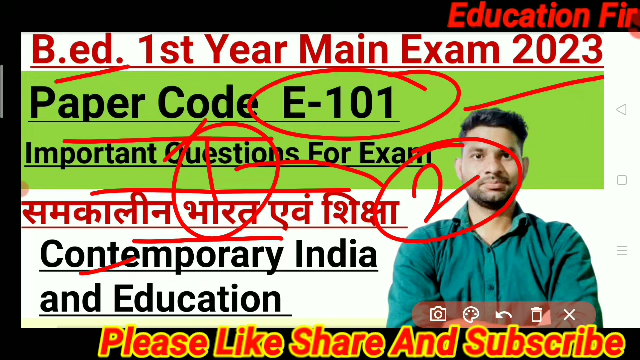 Education Fir
B.ed. 1st Year Main Exam 2023
Paper Code E-101
Important Questions For Exam
समकालीन भारत एवं शिक्षा
Contemporary India
and Education
Please Like Share And Subscribe